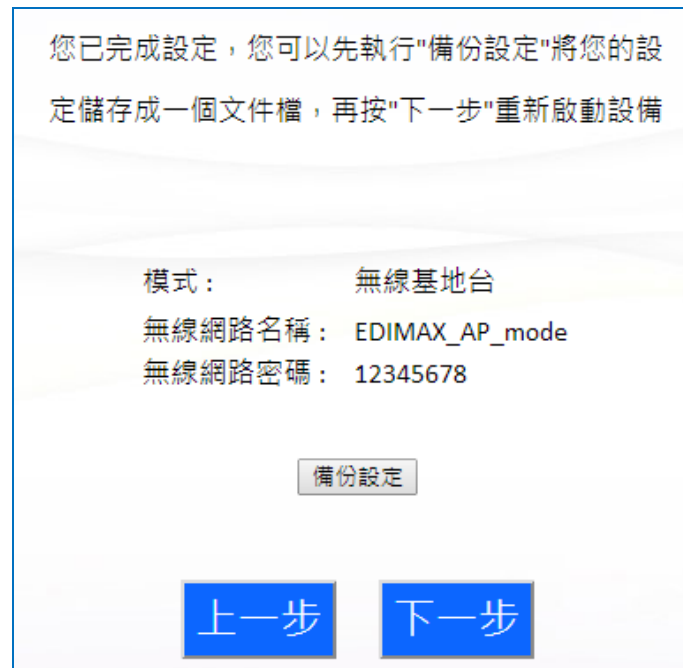 您已完成設定，您可以先執行"備份設定"將您的設
定儲存成一個文件檔，再按"下一步"重新啟動設備
模式： 無線基地台
無線網路名稱： EDIMAX_AP_mode
無線網路密碼： 12345678
備份設定
上一步 下一步